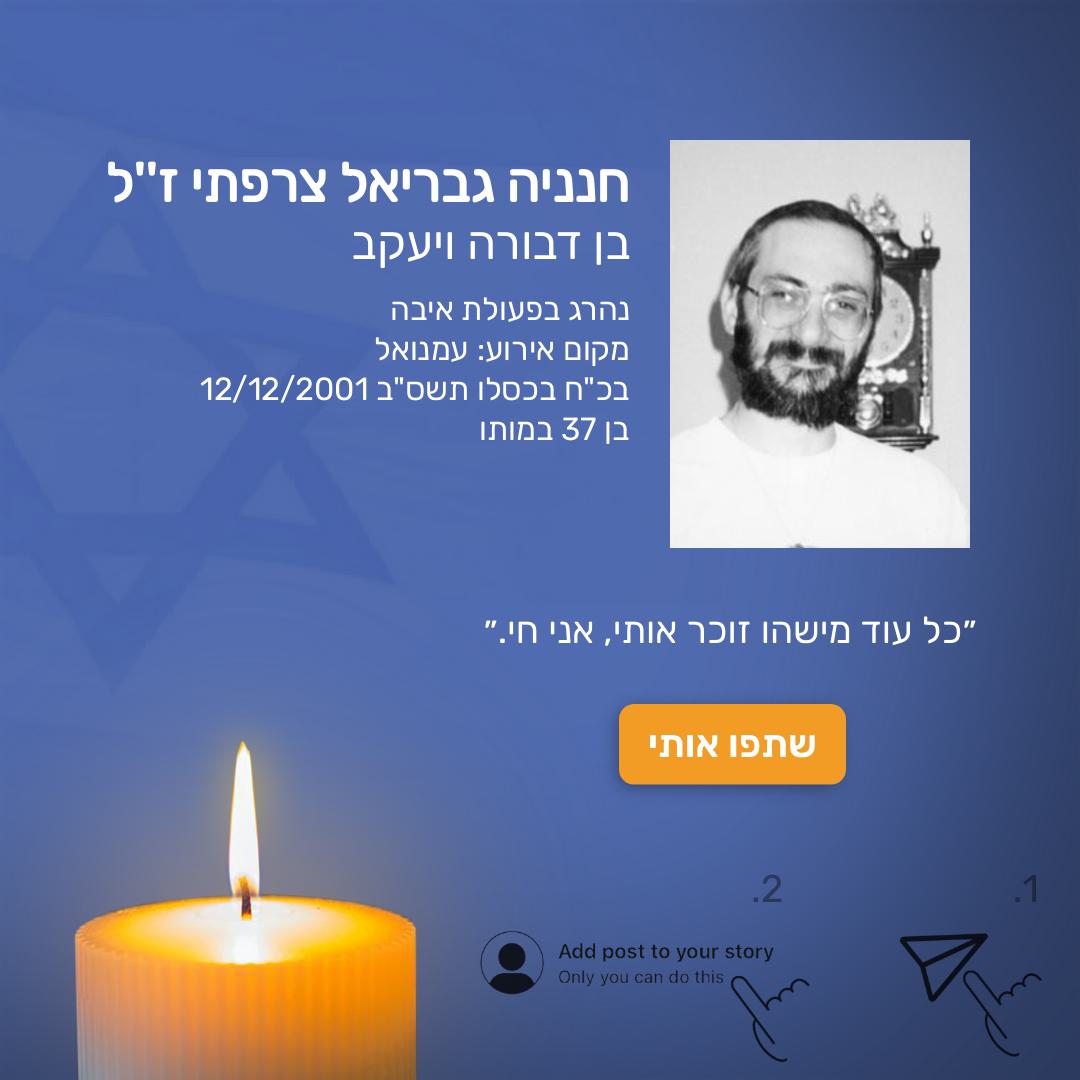 חנניה גבריאל צרפתי ז"ל
בן דבורה ויעקב
נהרג בפעולת איבה
מקום אירוע: עמנואל
בכ"ח בכסלו תשס"ב 12/12/2001
בן 37 במותו
״כל עוד מישהו זוכר אותי, אני חי.״
שתפו אותי
.1
.2
Add post to your story
Only you can do this